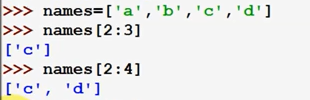 >>> names=['a','b','c','d']
>>> names[2:3]
['c']
>>> names[2:4]
['c', 'd']